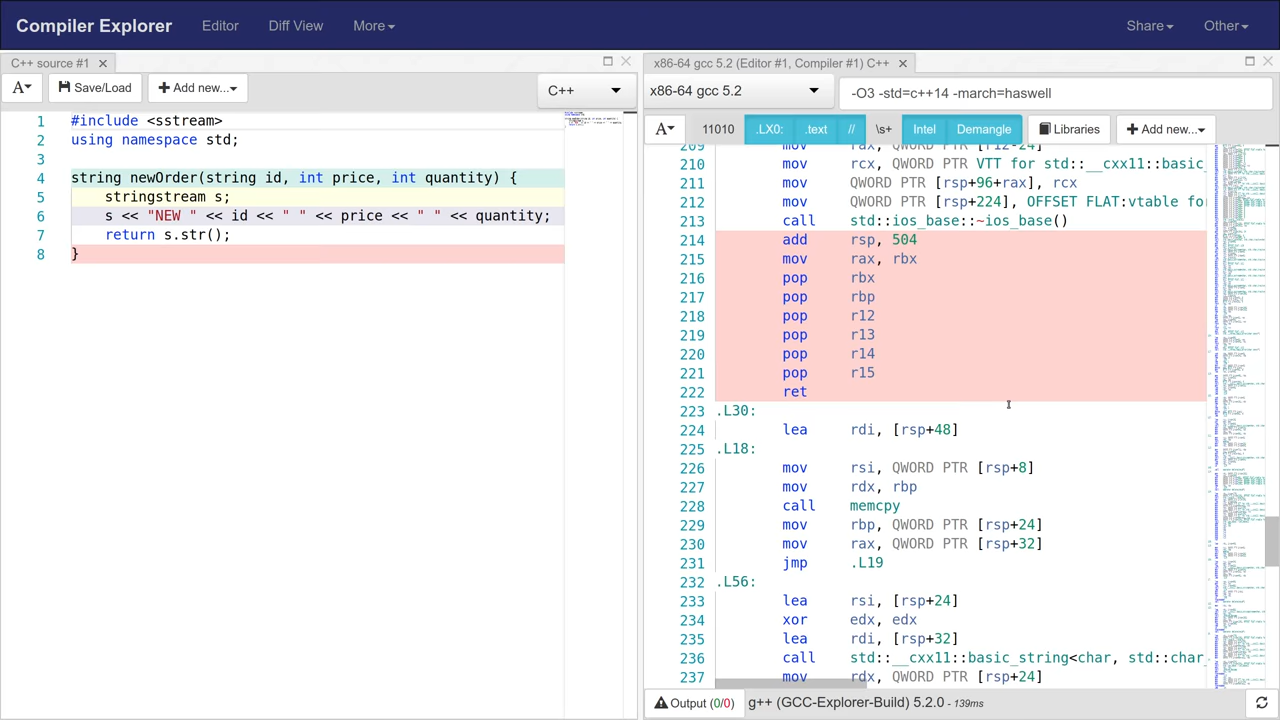 Compiler Explorer Editor Diff View More Share Other
C++ source #1
x86-64 gcc 5.2 (Editor #1, Compiler #1) C++
A Save/Load + Add new... C++
x86-64 gcc 5.2 -O3 -std=c++14 -march=haswell
A 11010 .LX0: .text // \s+ Intel Demangle Libraries + Add new...
1 #include <sstream>
2 using namespace std;
3
4 string newOrder(string id, int price, int quantity) {
5 stringstream s;
6 s << "NEW " << id << " " << price << " " << quantity;
7 return s.str();
8 }
209 mov rax, QWORD PTR [r12-24]
210 mov rcx, QWORD PTR VTT for std::__cxx11::basic
211 mov QWORD PTR [rsp+96+rax], rcx
212 mov QWORD PTR [rsp+224], OFFSET FLAT:vtable fo
213 call std::ios_base::~ios_base()
214 add rsp, 504
215 mov rax, rbx
216 pop rbx
217 pop rbp
218 pop r12
219 pop r13
220 pop r14
221 pop r15
222 ret
223 .L30:
224 lea rdi, [rsp+48]
225 .L18:
226 mov rsi, QWORD PTR [rsp+8]
227 mov rdx, rbp
228 call memcpy
229 mov rbp, QWORD PTR [rsp+24]
230 mov rax, QWORD PTR [rsp+32]
231 jmp .L19
232 .L56:
233 lea rsi, [rsp+24]
234 xor edx, edx
235 lea rdi, [rsp+32]
236 call std::__cxx11::basic_string<char, std::char
237 mov rdx, QWORD PTR [rsp+24]
Output (0/0) g++ (GCC-Explorer-Build) 5.2.0 - 139ms